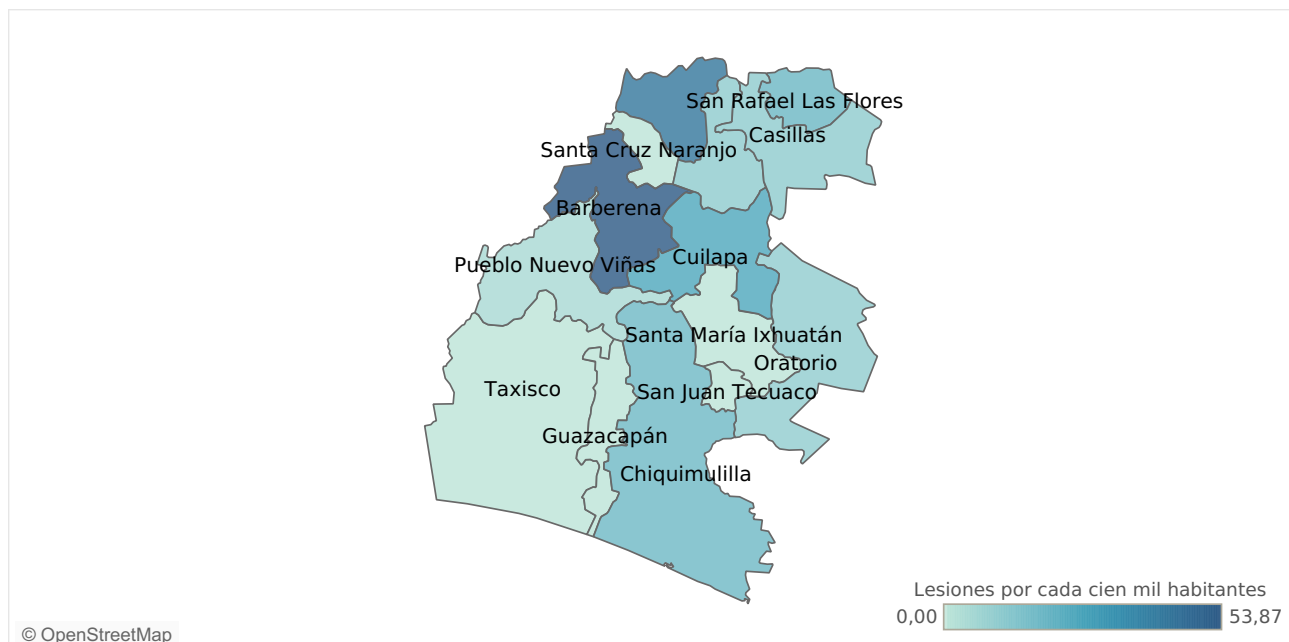 San Rafael Las Flores
Casillas
Santa Cruz Naranjo
Barberena
Cuilapa
Pueblo Nuevo Viñas
Santa María Ixhuatán
Oratorio
Taxisco
San Juan Tecuaco
Guazacapán
Chiquimulilla
Lesiones por cada cien mil habitantes
0,00 53,87
© OpenStreetMap